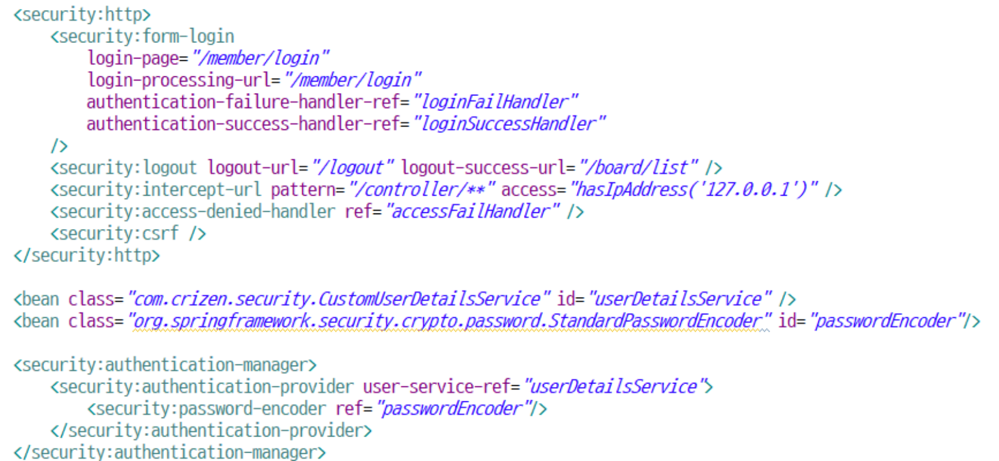 <security:http>
    <security:form-login
        login-page="/member/login"
        login-processing-url="/member/login"
        authentication-failure-handler-ref="loginFailHandler"
        authentication-success-handler-ref="loginSuccessHandler"
    />
    <security:logout logout-url="/logout" logout-success-url="/board/list" />
    <security:intercept-url pattern="/controller/**" access="hasIpAddress('127.0.0.1')" />
    <security:access-denied-handler ref="accessFailHandler" />
    <security:csrf />
</security:http>

<bean class="com.crizen.security.CustomUserDetailsService" id="userDetailsService" />
<bean class="org.springframework.security.crypto.password.StandardPasswordEncoder" id="passwordEncoder"/>

<security:authentication-manager>
    <security:authentication-provider user-service-ref="userDetailsService">
        <security:password-encoder ref="passwordEncoder"/>
    </security:authentication-provider>
</security:authentication-manager>